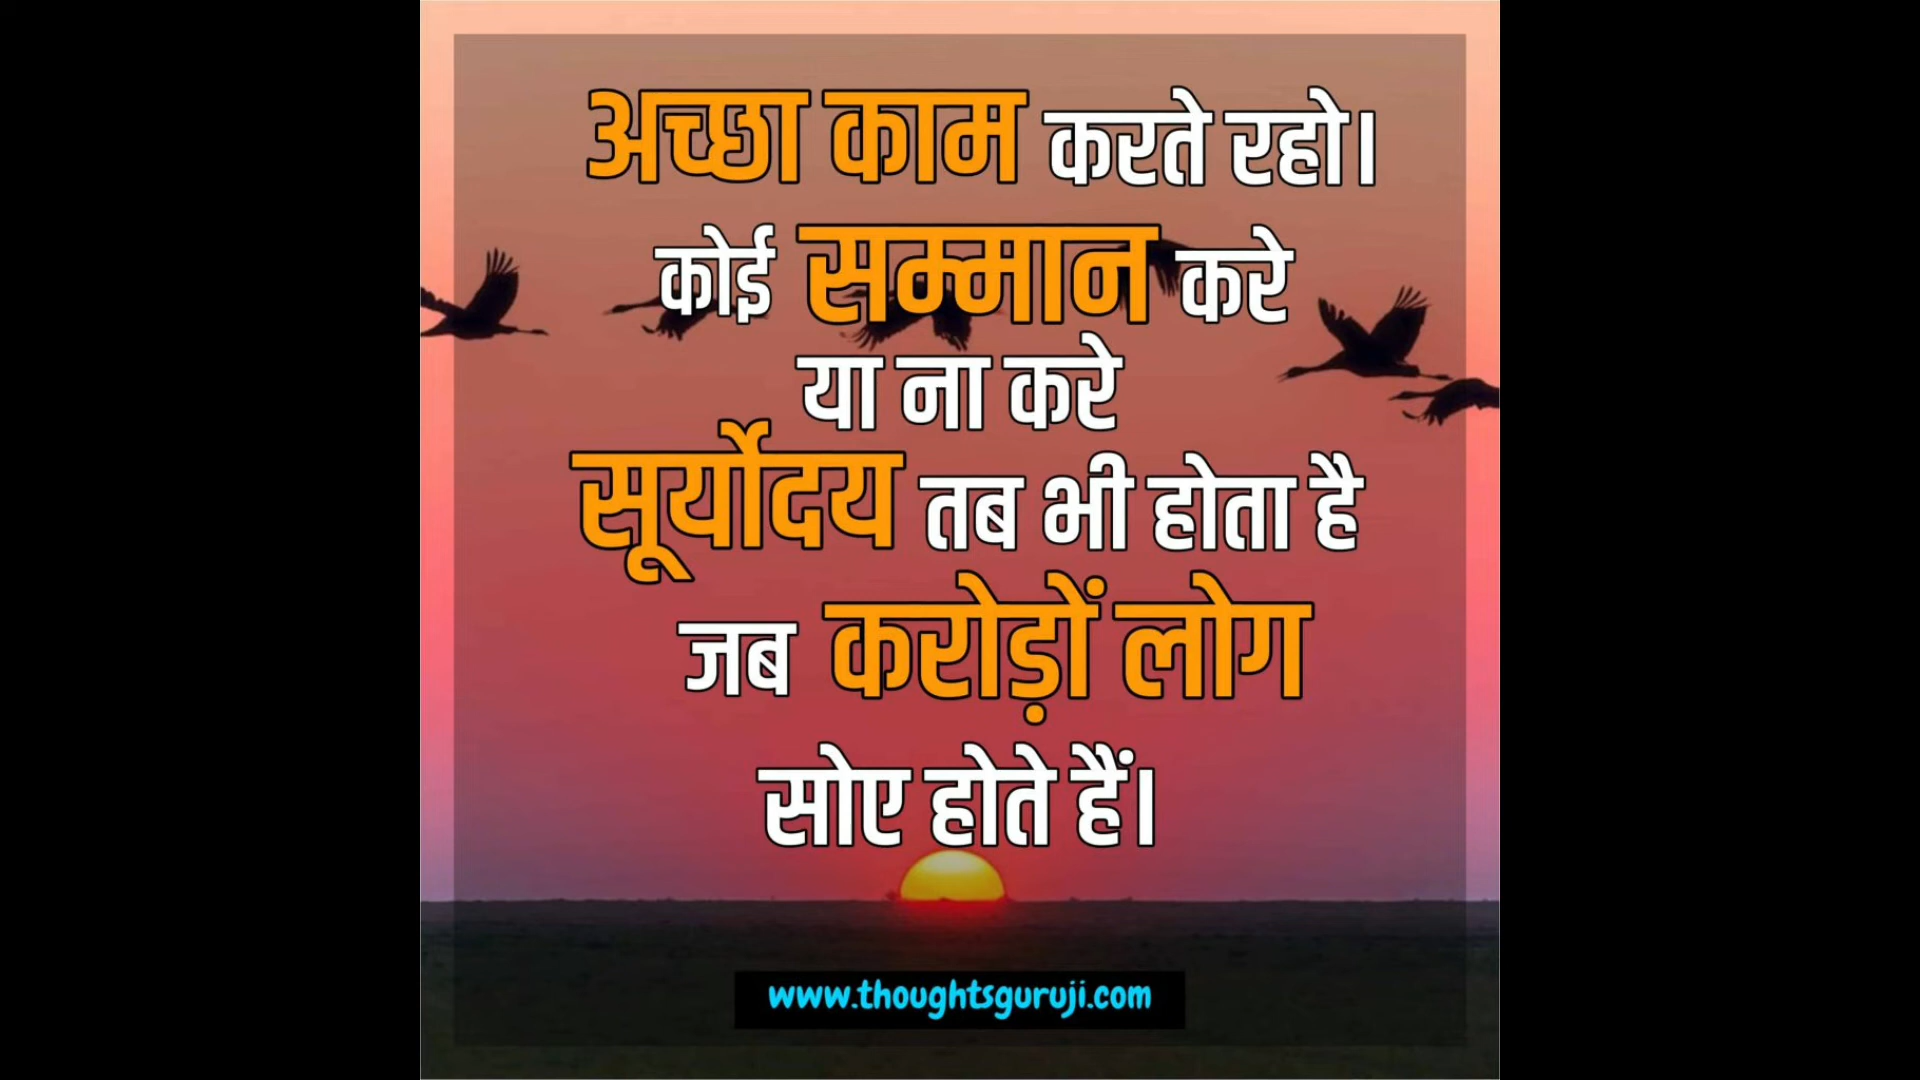 अच्छा काम करते रहो।
कोई सम्मान करे
या ना करे
सूर्योदय तब भी होता है
जब करोड़ों लोग
सोए होते हैं।
www.thoughtsguruji.com